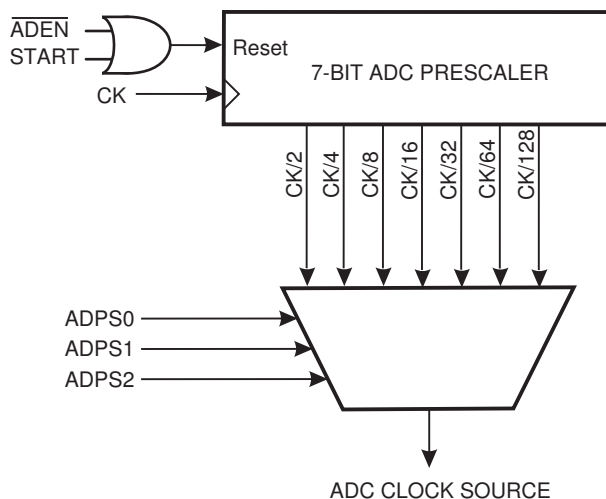 A̅D̅E̅N̅
START
Reset
7-BIT ADC PRESCALER
CK
CK/2
CK/4
CK/8
CK/16
CK/32
CK/64
CK/128
ADPS0
ADPS1
ADPS2
ADC CLOCK SOURCE